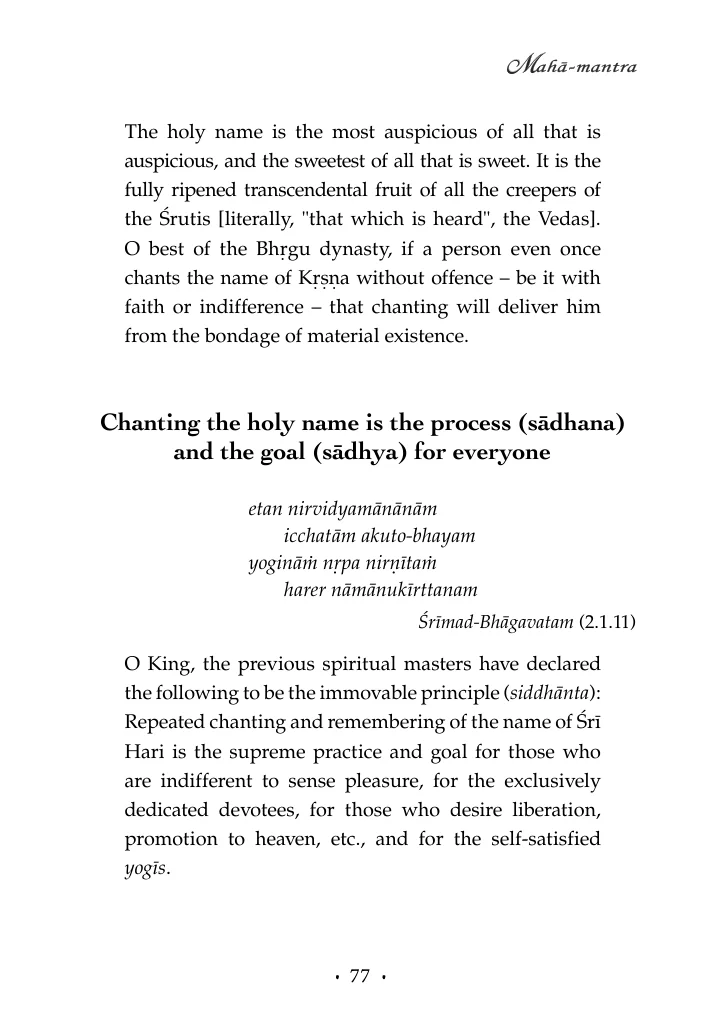 Mahā-mantra
The holy name is the most auspicious of all that is
auspicious, and the sweetest of all that is sweet. It is the
fully ripened transcendental fruit of all the creepers of
the Śrutis [literally, "that which is heard", the Vedas].
O best of the Bhṛgu dynasty, if a person even once
chants the name of Kṛṣṇa without offence – be it with
faith or indifference – that chanting will deliver him
from the bondage of material existence.
Chanting the holy name is the process (sādhana)
and the goal (sādhya) for everyone
etan nirvidyamānānām
icchatām akuto-bhayam
yogināṁ nṛpa nirṇītaṁ
harer nāmānukīrttanam
Śrīmad-Bhāgavatam (2.1.11)
O King, the previous spiritual masters have declared
the following to be the immovable principle (siddhānta):
Repeated chanting and remembering of the name of Śrī
Hari is the supreme practice and goal for those who
are indifferent to sense pleasure, for the exclusively
dedicated devotees, for those who desire liberation,
promotion to heaven, etc., and for the self-satisfied
yogīs.
• 77 •